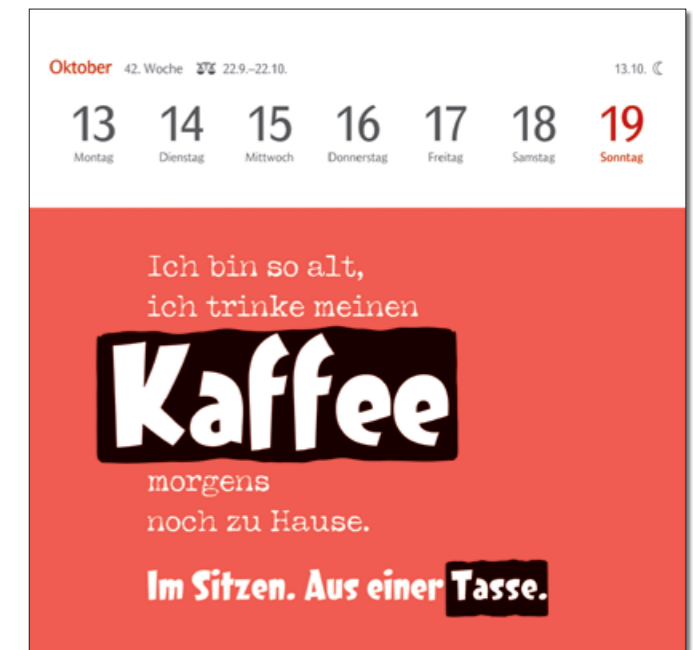 Oktober 42. Woche 22.9.–22.10. 13.10.
13 14 15 16 17 18 19
Montag Dienstag Mittwoch Donnerstag Freitag Samstag Sonntag
Ich bin so alt,
ich trinke meinen
Kaffee
morgens
noch zu Hause.
Im Sitzen. Aus einer Tasse.